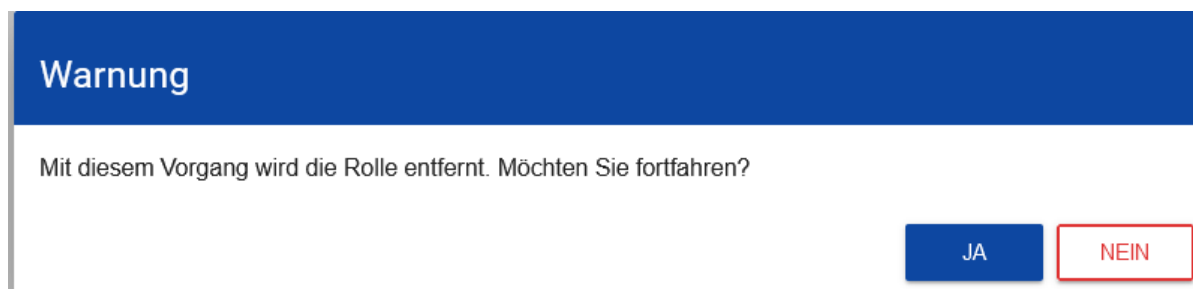 Warnung
Mit diesem Vorgang wird die Rolle entfernt. Möchten Sie fortfahren?
JA NEIN